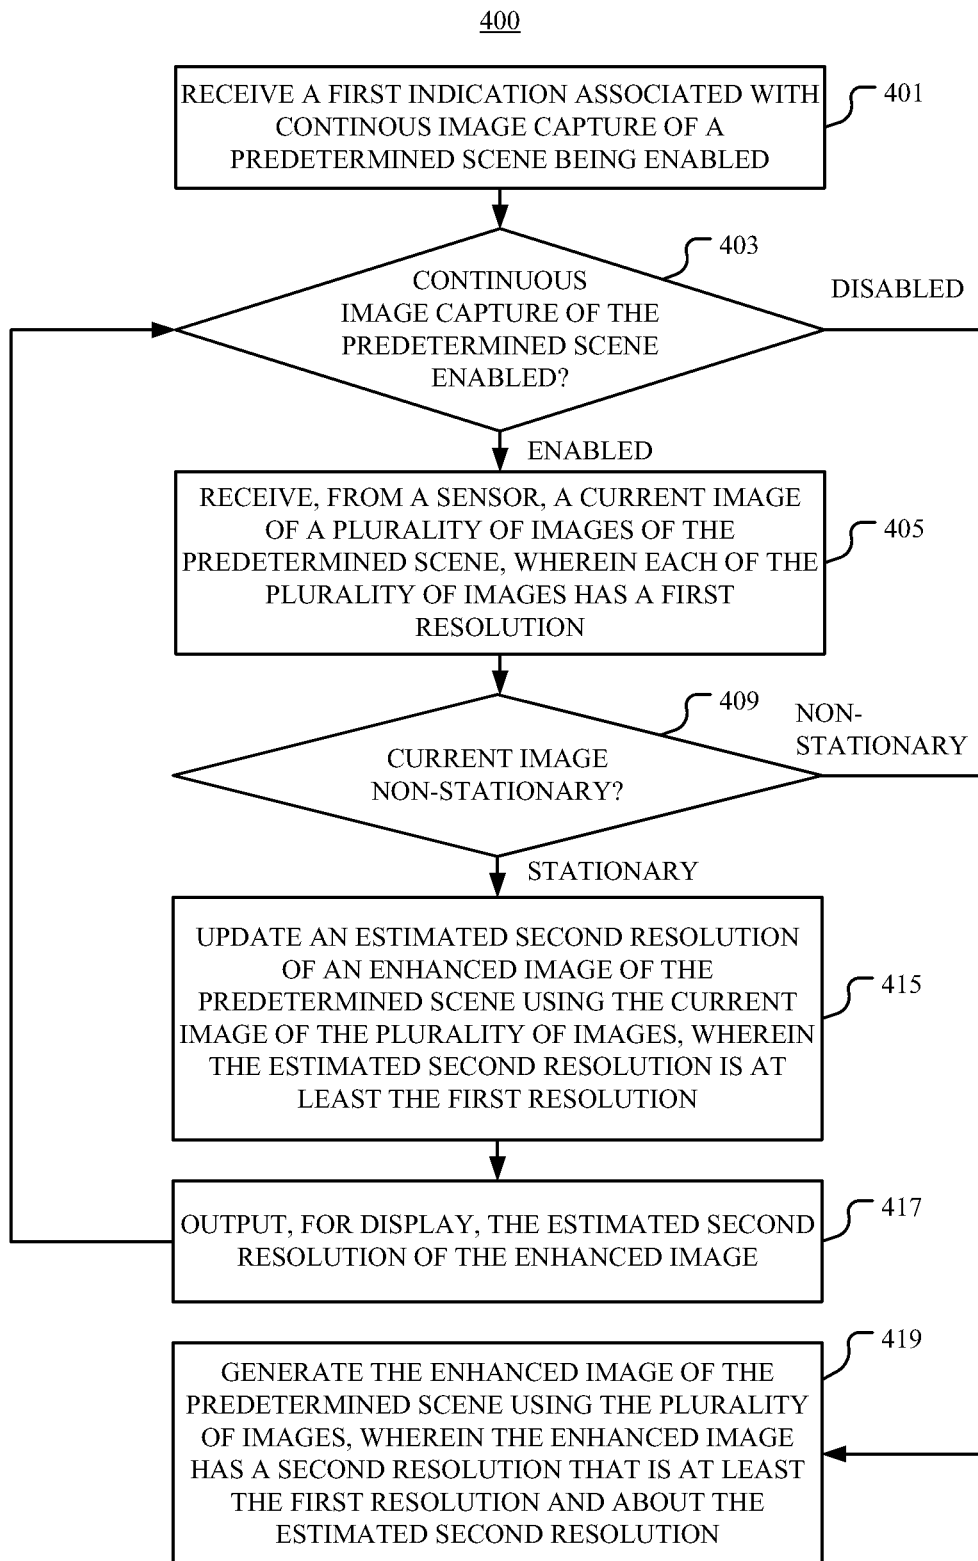 400
RECEIVE A FIRST INDICATION ASSOCIATED WITH
CONTINOUS IMAGE CAPTURE OF A
PREDETERMINED SCENE BEING ENABLED
401
403
CONTINUOUS
IMAGE CAPTURE OF THE
PREDETERMINED SCENE
ENABLED?
DISABLED
ENABLED
RECEIVE, FROM A SENSOR, A CURRENT IMAGE
OF A PLURALITY OF IMAGES OF THE
PREDETERMINED SCENE, WHEREIN EACH OF THE
PLURALITY OF IMAGES HAS A FIRST
RESOLUTION
405
409
CURRENT IMAGE
NON-STATIONARY?
NON-
STATIONARY
STATIONARY
UPDATE AN ESTIMATED SECOND RESOLUTION
OF AN ENHANCED IMAGE OF THE
PREDETERMINED SCENE USING THE CURRENT
IMAGE OF THE PLURALITY OF IMAGES, WHEREIN
THE ESTIMATED SECOND RESOLUTION IS AT
LEAST THE FIRST RESOLUTION
415
OUTPUT, FOR DISPLAY, THE ESTIMATED SECOND
RESOLUTION OF THE ENHANCED IMAGE
417
GENERATE THE ENHANCED IMAGE OF THE
PREDETERMINED SCENE USING THE PLURALITY
OF IMAGES, WHEREIN THE ENHANCED IMAGE
HAS A SECOND RESOLUTION THAT IS AT LEAST
THE FIRST RESOLUTION AND ABOUT THE
ESTIMATED SECOND RESOLUTION
419